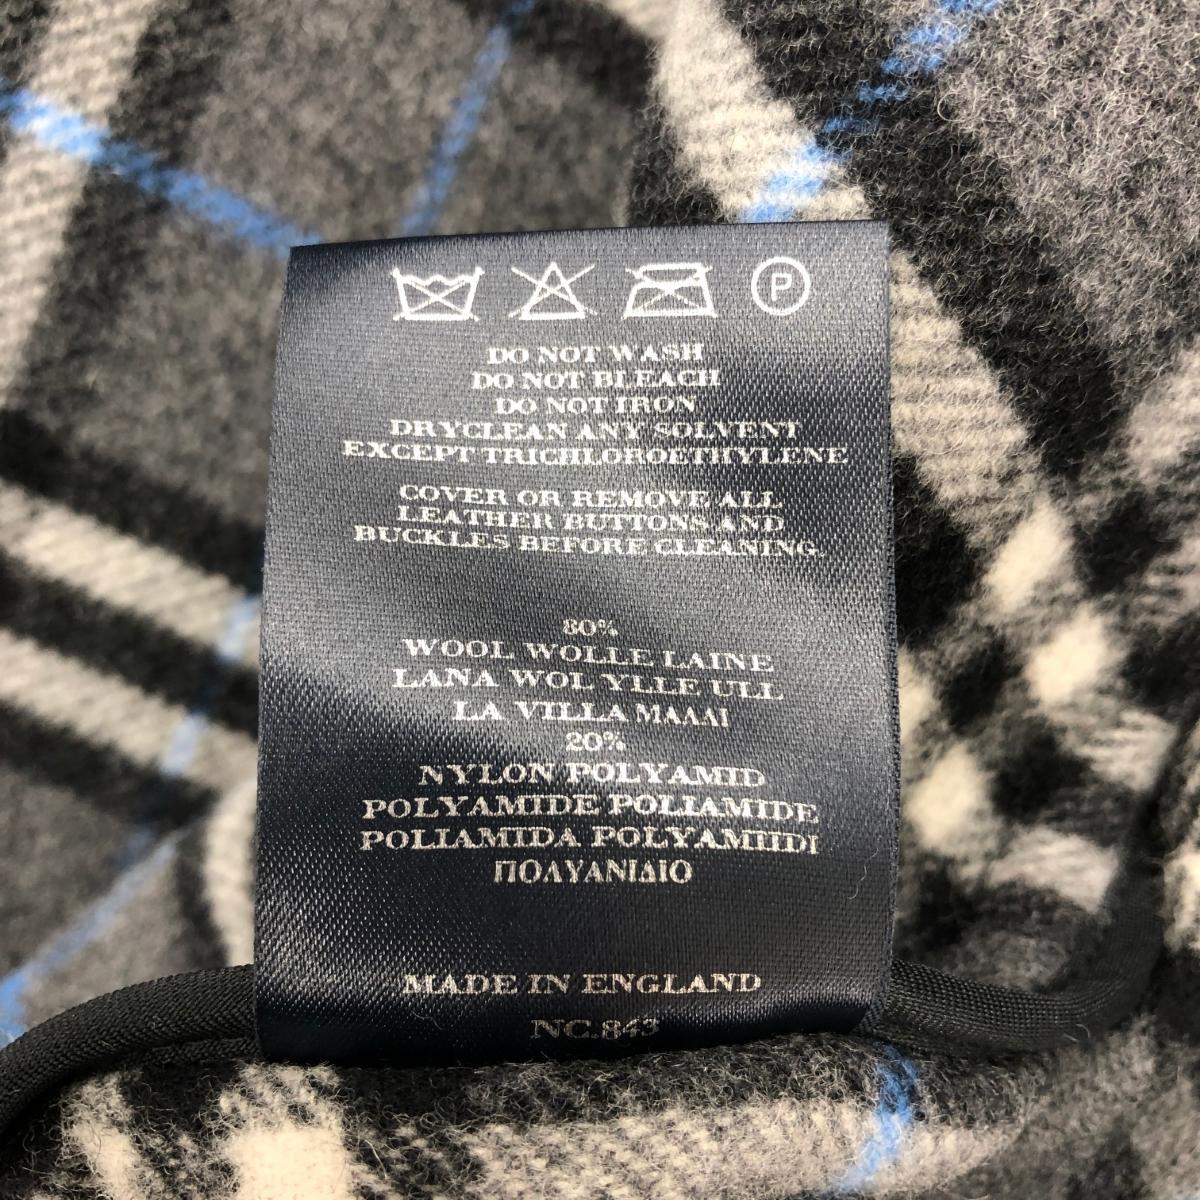 P
DO NOT WASH
DO NOT BLEACH
DO NOT IRON
DRYCLEAN ANY SOLVENT
EXCEPT TRICHLOROETHYLENE
COVER OR REMOVE ALL
LEATHER BUTTONS AND
BUCKLES BEFORE CLEANING.
80%
WOOL WOLLE LAINE
LANA WOL YLLE ULL
LA VILLA ΜΑΛΛΙ
20%
NYLON POLYAMID
POLYAMIDE POLIAMIDE
POLIAMIDA POLYAMIIDI
ΠΟΛΥΑΝΙΔΙΟ
MADE IN ENGLAND
NC.843